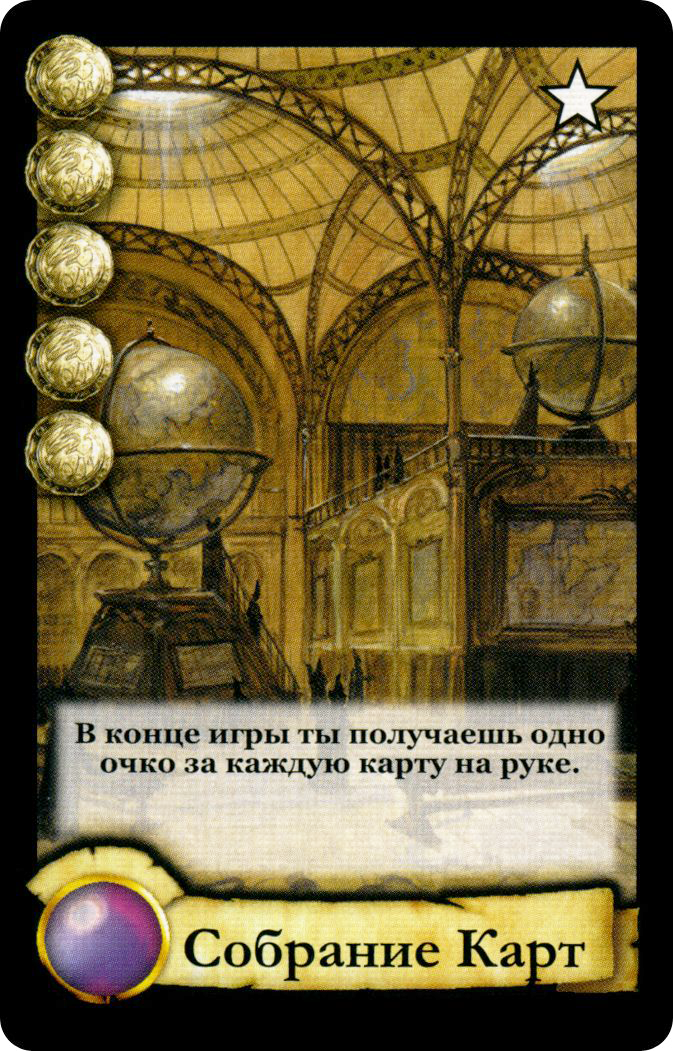 В конце игры ты получаешь одно
очко за каждую карту на руке.
Собрание Карт